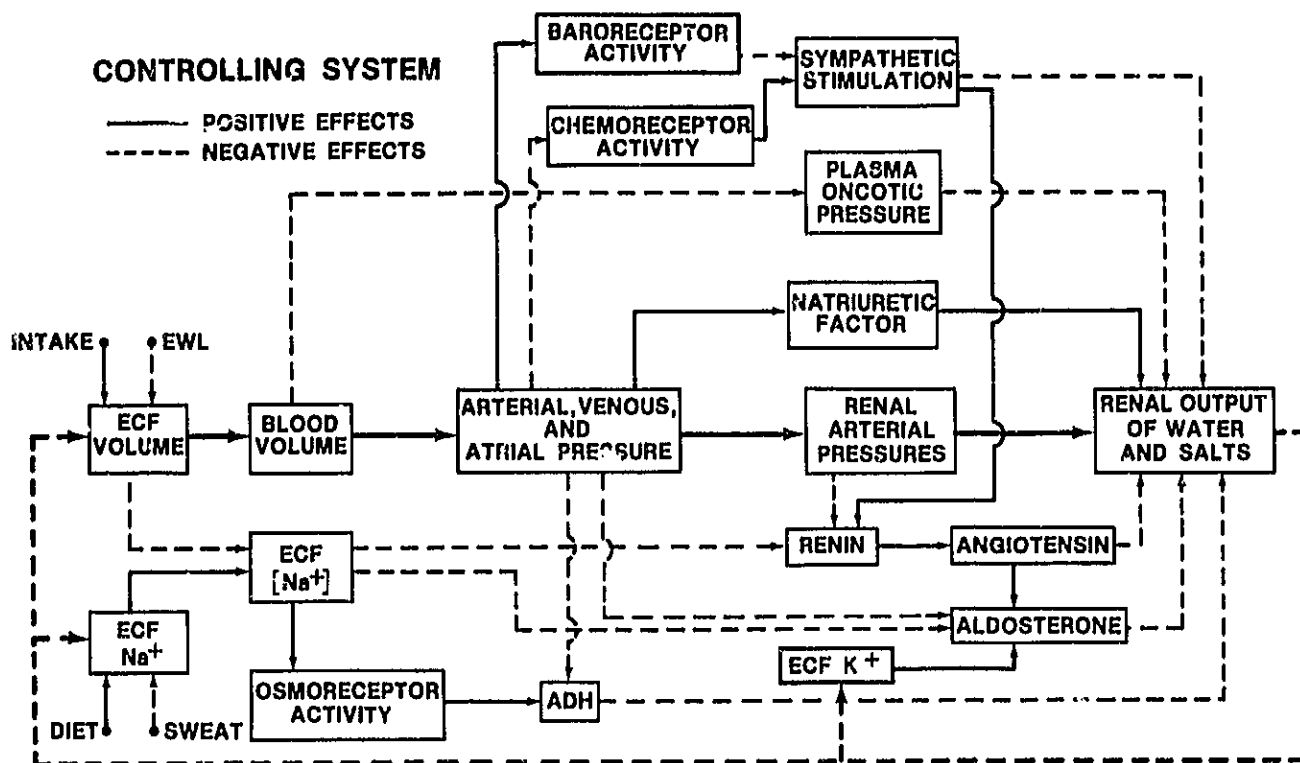 CONTROLLING SYSTEM
POSITIVE EFFECTS
NEGATIVE EFFECTS
BARORECEPTOR
ACTIVITY
SYMPATHETIC
STIMULATION
CHEMORECEPTOR
ACTIVITY
PLASMA
ONCOTIC
PRESSURE
NATRIURETIC
FACTOR
INTAKE
EWL
ECF
VOLUME
BLOOD
VOLUME
ARTERIAL, VENOUS,
AND
ATRIAL PRESSURE
RENAL
ARTERIAL
PRESSURES
RENAL OUTPUT
OF WATER
AND SALTS
ECF
[Na+]
RENIN
ANGIOTENSIN
ECF
Na+
ALDOSTERONE
ECF K+
OSMORECEPTOR
ACTIVITY
ADH
DIET
SWEAT